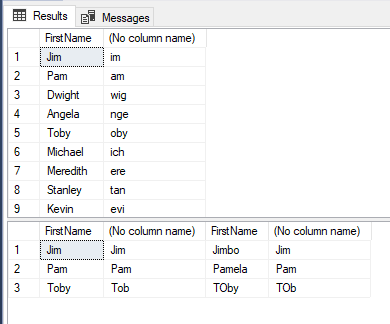 Results Messages
FirstName (No column name)
1 Jim im
2 Pam am
3 Dwight wig
4 Angela nge
5 Toby oby
6 Michael ich
7 Meredith ere
8 Stanley tan
9 Kevin evi
FirstName (No column name) FirstName (No column name)
1 Jim Jim Jimbo Jim
2 Pam Pam Pamela Pam
3 Toby Tob TOby TOb